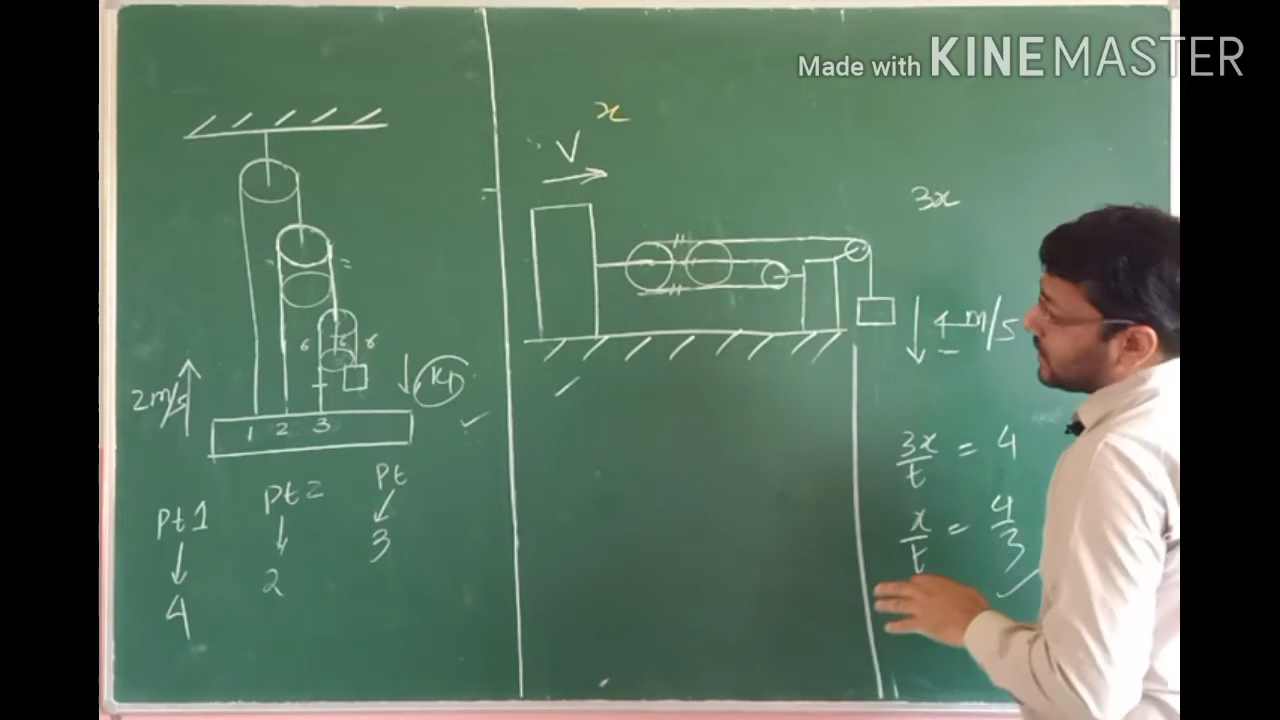 Made with KINEMASTER
x
V
3x
2m/s
6
6
8
1 2 3
Pt 1
↓
4
Pt 2
↓
2
Pt
↓
3
m/s
3x/t = 4
x/t = 4/3